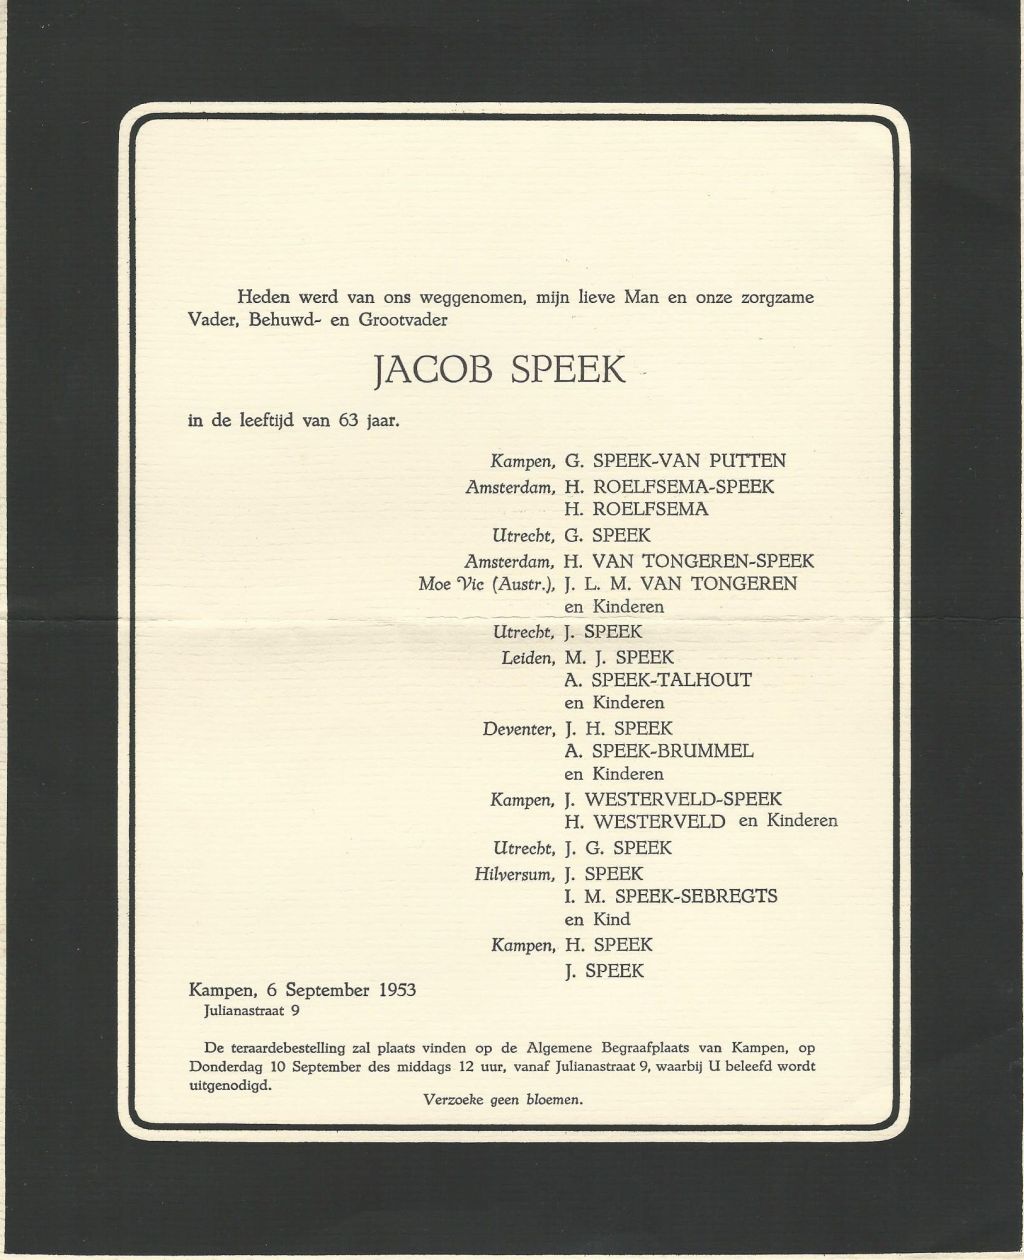 Heden werd van ons weggenomen, mijn lieve Man en onze zorgzame
Vader, Behuwd- en Grootvader
JACOB SPEEK
in de leeftijd van 63 jaar.
Kampen, G. SPEEK-VAN PUTTEN
Amsterdam, H. ROELFSEMA-SPEEK
H. ROELFSEMA
Utrecht, G. SPEEK
Amsterdam, H. VAN TONGEREN-SPEEK
Moe Vic (Austr.), J. L. M. VAN TONGEREN
en Kinderen
Utrecht, J. SPEEK
Leiden, M. J. SPEEK
A. SPEEK-TALHOUT
en Kinderen
Deventer, J. H. SPEEK
A. SPEEK-BRUMMEL
en Kinderen
Kampen, J. WESTERVELD-SPEEK
H. WESTERVELD en Kinderen
Utrecht, J. G. SPEEK
Hilversum, J. SPEEK
I. M. SPEEK-SEBREGTS
en Kind
Kampen, H. SPEEK
J. SPEEK
Kampen, 6 September 1953
Julianastraat 9
De teraardebestelling zal plaats vinden op de Algemene Begraafplaats van Kampen, op
Donderdag 10 September des middags 12 uur, vanaf Julianastraat 9, waarbij U beleefd wordt
uitgenodigd.
Verzoeke geen bloemen.